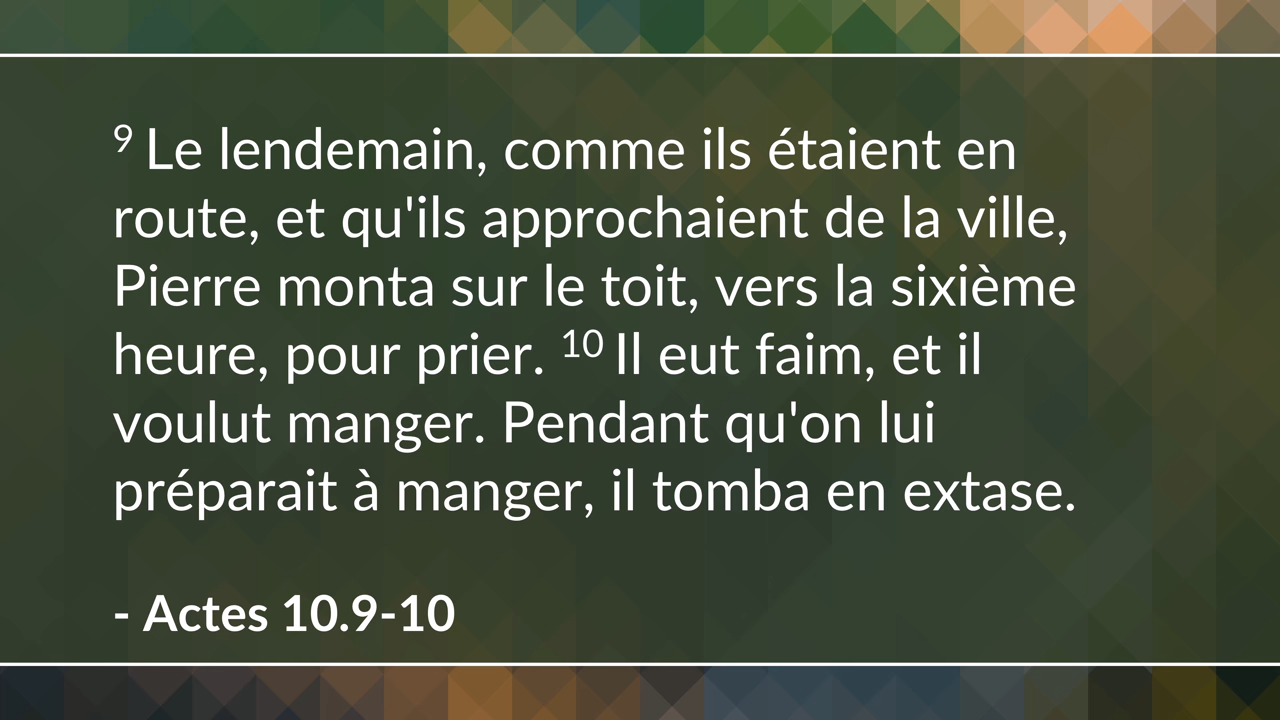 9 Le lendemain, comme ils étaient en
route, et qu'ils approchaient de la ville,
Pierre monta sur le toit, vers la sixième
heure, pour prier. 10 Il eut faim, et il
voulut manger. Pendant qu'on lui
préparait à manger, il tomba en extase.
- Actes 10.9-10